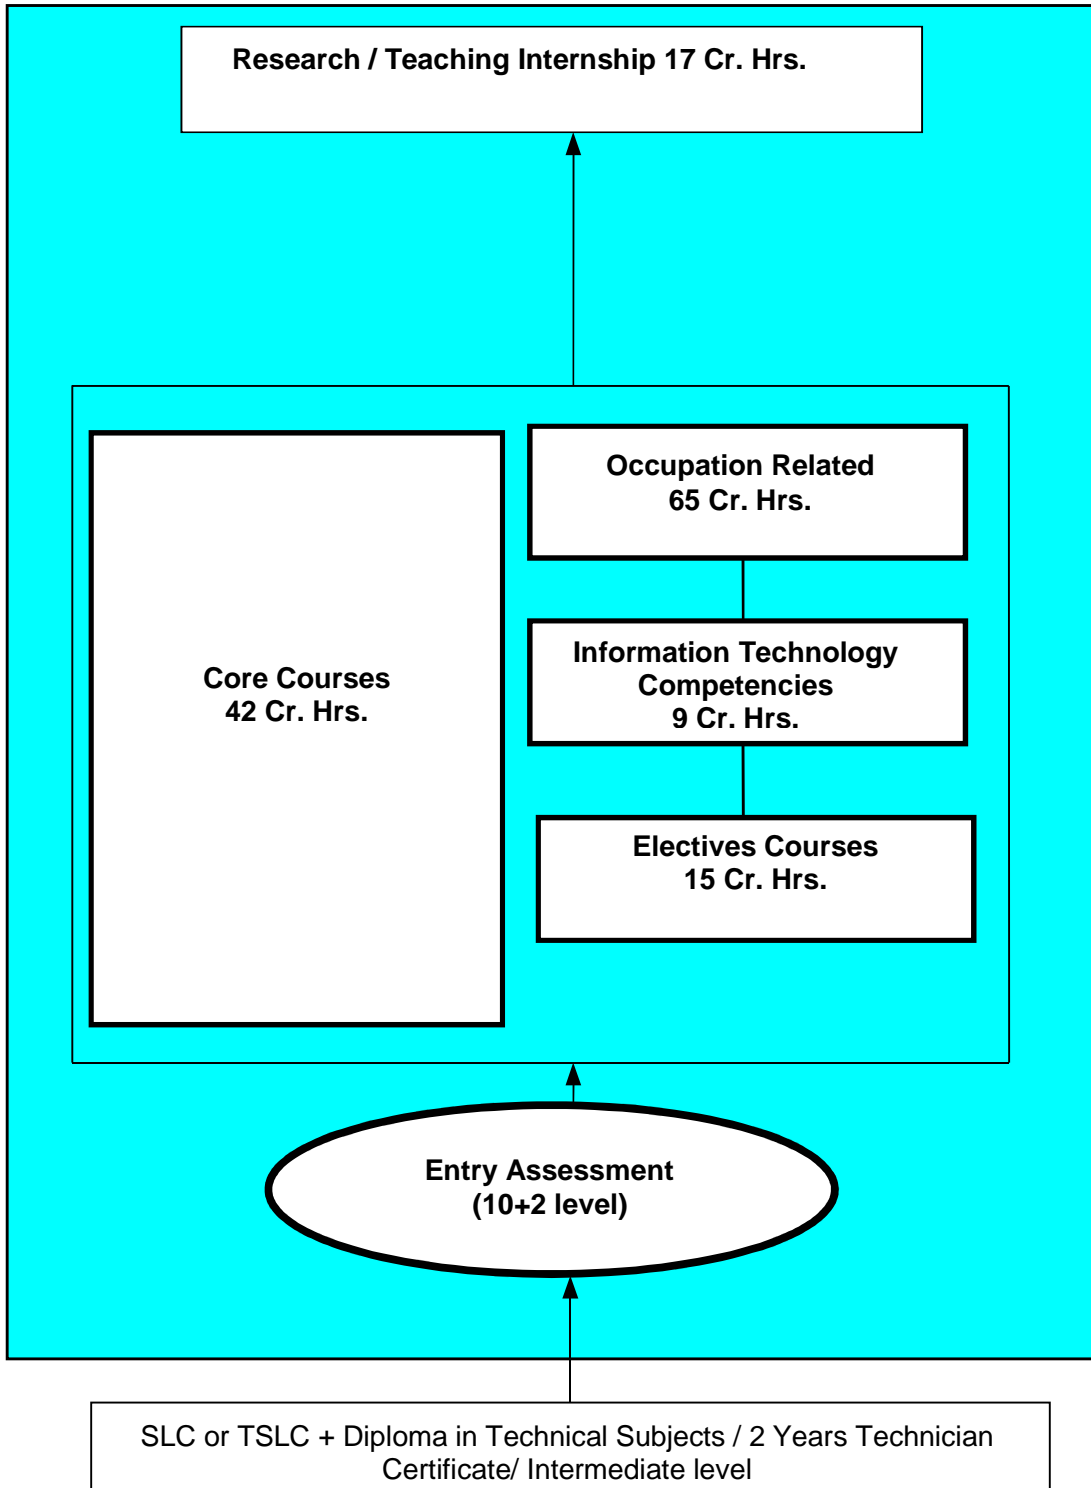 Research / Teaching Internship 17 Cr. Hrs.
Core Courses
42 Cr. Hrs.
Occupation Related
65 Cr. Hrs.
Information Technology
Competencies
9 Cr. Hrs.
Electives Courses
15 Cr. Hrs.
Entry Assessment
(10+2 level)
SLC or TSLC + Diploma in Technical Subjects / 2 Years Technician
Certificate/ Intermediate level